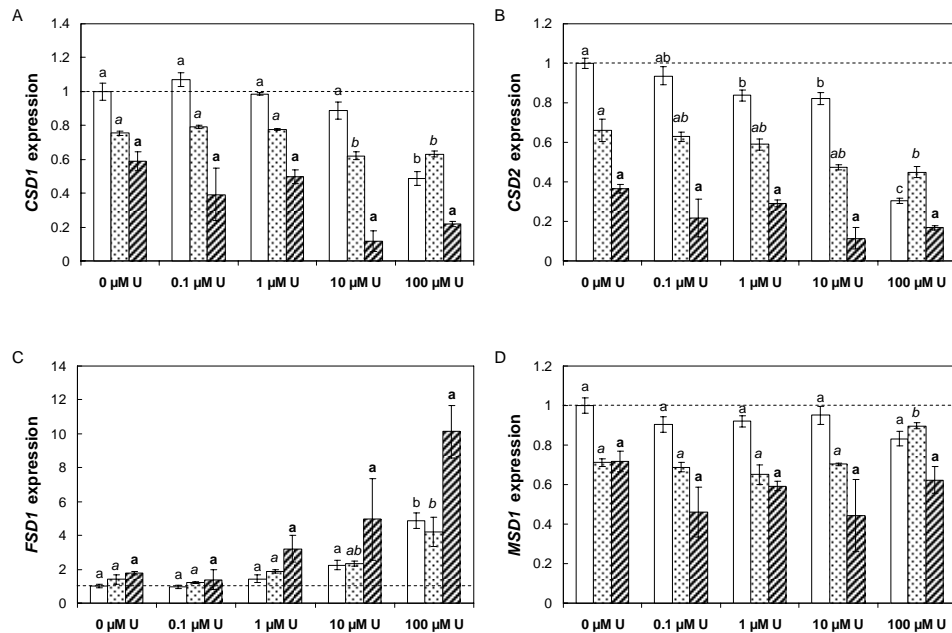 A
CSD1 expression
1.4
1.2
1
0.8
0.6
0.4
0.2
0
a a a
a a a
a a a
a b a
b b a
0 µM U 0.1 µM U 1 µM U 10 µM U 100 µM U
B
CSD2 expression
1.2
1
0.8
0.6
0.4
0.2
0
a a a
ab ab a
b ab a
b ab a
c b a
0 µM U 0.1 µM U 1 µM U 10 µM U 100 µM U
C
FSD1 expression
14
12
10
8
6
4
2
0
a a a
a a a
a a a
a ab a
b b a
0 µM U 0.1 µM U 1 µM U 10 µM U 100 µM U
D
MSD1 expression
1.2
1
0.8
0.6
0.4
0.2
0
a a a
a a a
a a a
a a a
a b a
0 µM U 0.1 µM U 1 µM U 10 µM U 100 µM U